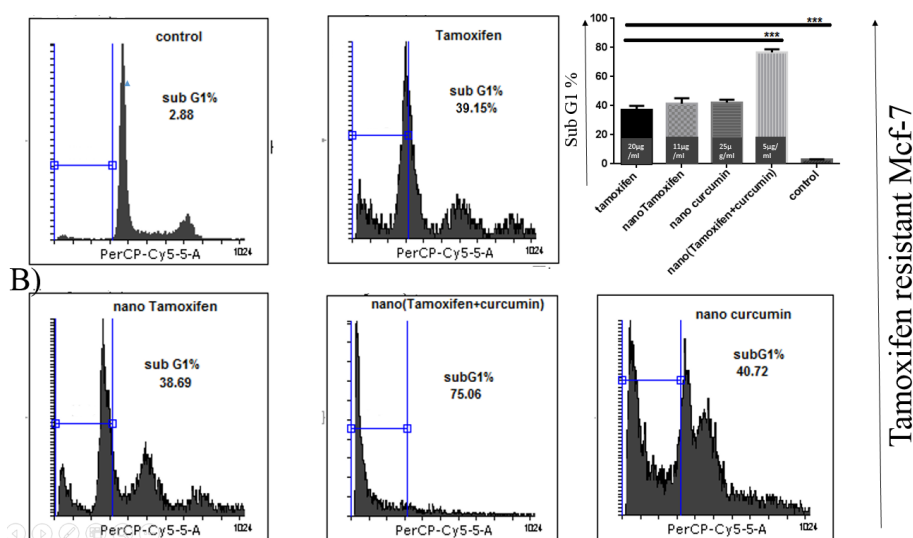 control
sub G1%
2.88
PerCP-Cy5-5-A
1024
Tamoxifen
sub G1%
39.15%
PerCP-Cy5-5-A
1024
Sub G1 %
100
80
60
40
20
0
***
***
20μg
/ml
11μg
/ml
25μ
g/ml
5μg/
ml
tamoxifen
nano Tamoxifen
nano curcumin
nano(Tamoxifen+curcumin)
control
Tamoxifen resistant Mcf-7
B)
nano Tamoxifen
sub G1%
38.69
PerCP-Cy5-5-A
1024
nano(Tamoxifen+curcumin)
subG1%
75.06
PerCP-Cy5-5-A
1024
nano curcumin
subG1%
40.72
PerCP-Cy5-5-A
1024